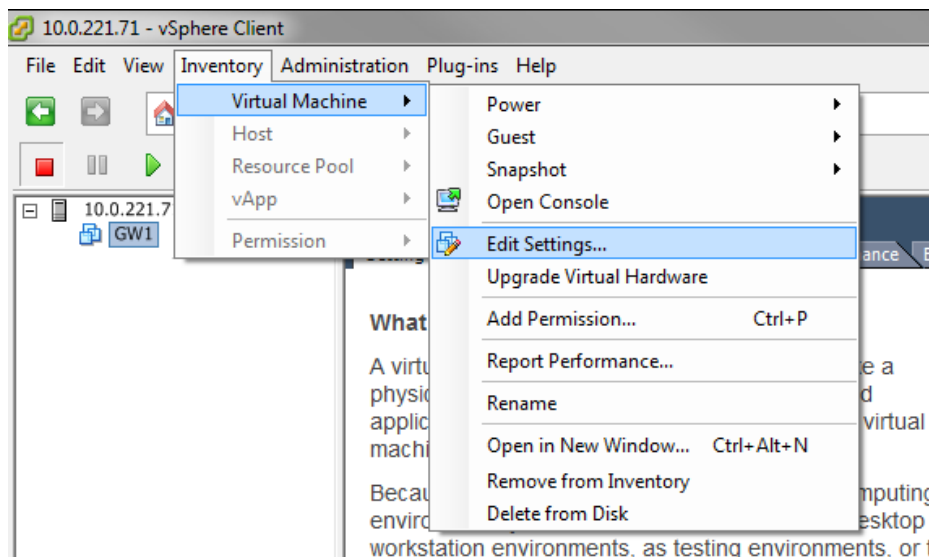 10.0.221.71 - vSphere Client
File Edit View Inventory Administration Plug-ins Help
Virtual Machine
Host
Resource Pool
vApp
Permission
Power
Guest
Snapshot
Open Console
Edit Settings...
Upgrade Virtual Hardware
Add Permission... Ctrl+P
Report Performance...
Rename
Open in New Window... Ctrl+Alt+N
Remove from Inventory
Delete from Disk
10.0.221.7
GW1
ance
What
A virtu e a
physic d
applic virtual
machi
Becau mputing
enviro esktop
workstation environments, as testing environments, or